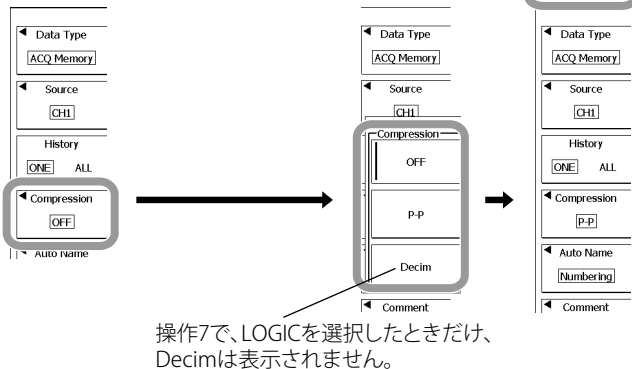 Data Type
ACQ Memory
Source
CH1
History
ONE ALL
Compression
OFF
Auto Name
Data Type
ACQ Memory
Source
CH1
Compression
OFF
P-P
Decim
Comment
Data Type
ACQ Memory
Source
CH1
History
ONE ALL
Compression
P-P
Auto Name
Numbering
Comment
操作7で、LOGICを選択したときだけ、
Decimは表示されません。